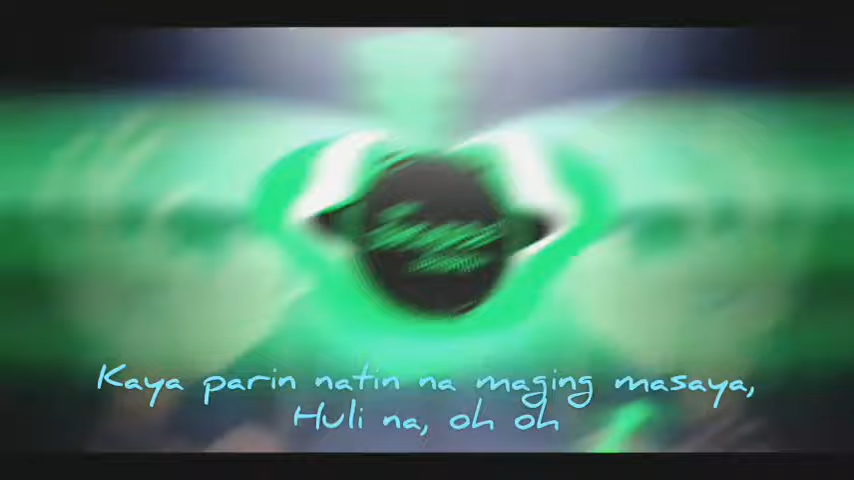 Kaya parin natin na maging masaya,
Huli na, oh oh